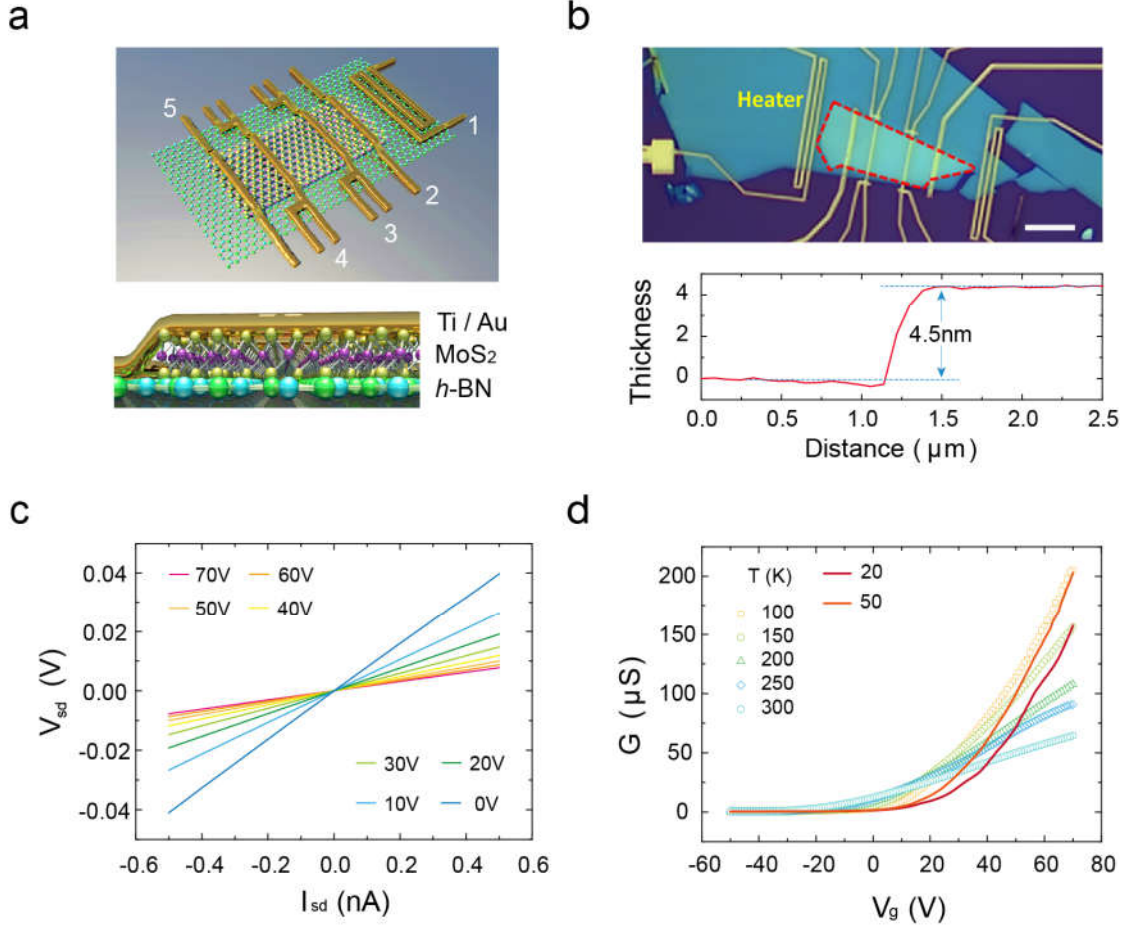 a
5
1
2
3
4
Ti / Au
MoS₂
h-BN
b
Heater
Thickness
4
2
0
4.5nm
0.0 0.5 1.0 1.5 2.0 2.5
Distance ( μm)
c
V_sd (V)
0.04
0.02
0.00
-0.02
-0.04
70V 60V
50V 40V
30V 20V
10V 0V
-0.6 -0.4 -0.2 0.0 0.2 0.4 0.6
I_sd (nA)
d
G ( μS)
200
150
100
50
0
T (K)
100
150
200
250
300
20
50
-60 -40 -20 0 20 40 60 80
V_g (V)